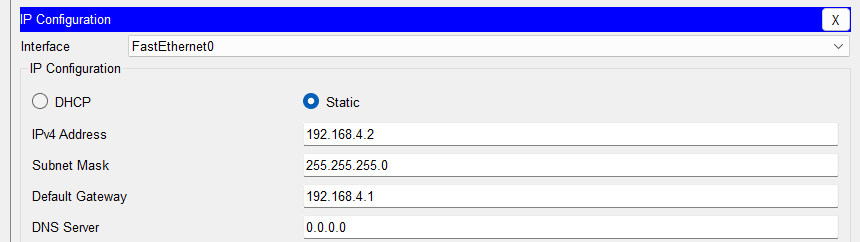 IP Configuration X
Interface FastEthernet0
IP Configuration
DHCP Static
IPv4 Address 192.168.4.2
Subnet Mask 255.255.255.0
Default Gateway 192.168.4.1
DNS Server 0.0.0.0